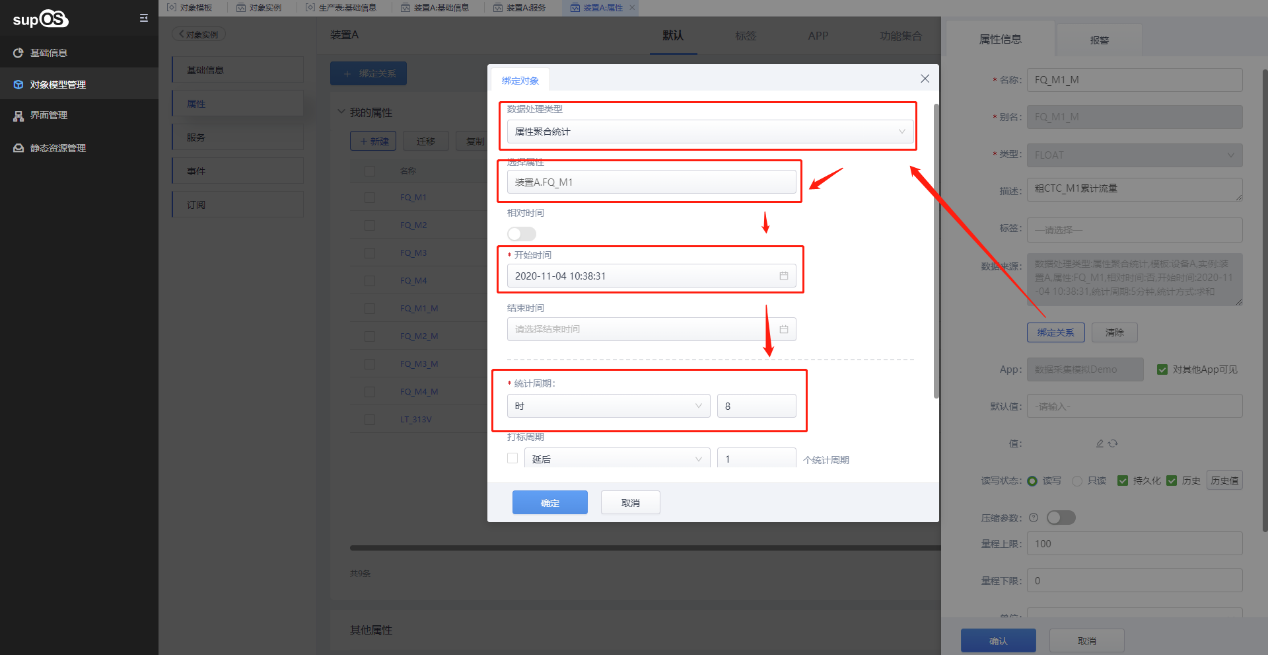 supOS
对象模板
对象实例
生产表:基础信息
装置A:基础信息
装置A:服务
装置A:属性
基础信息
对象模型管理
界面管理
静态资源管理
对象实例
基础信息
属性
服务
事件
订阅
装置A
默认
标签
APP
功能集合
+ 绑定关系
我的属性
+ 新建
迁移
复制
名称
FQ_M1
FQ_M2
FQ_M3
FQ_M4
FQ_M1_M
FQ_M2_M
FQ_M3_M
FQ_M4_M
LT_313V
共9条
其他属性
绑定对象
数据处理类型
属性聚合统计
选择属性
装置A.FQ_M1
相对时间
* 开始时间
2020-11-04 10:38:31
结束时间
请选择结束时间
* 统计周期:
时
8
打标周期
延后
1
个统计周期
确定
取消
属性信息
报警
* 名称:
FQ_M1_M
* 别名:
FQ_M1_M
* 类型:
FLOAT
描述:
粗CTC_M1累计流量
标签:
---请选择---
数据来源:
数据处理类型:属性聚合统计;模板:设备A,实例:装
置A,属性:FQ_M1,相对时间:否,开始时间:2020-11
-04 10:38:31,统计周期:5分钟,统计方式:求和
绑定关系
清除
App:
数据采集模拟Demo
对其他App可见
默认值:
-请输入-
值:
读写状态:
读写
只读
持久化
历史
历史值
压缩参数:
量程上限:
100
量程下限:
0
确认
取消